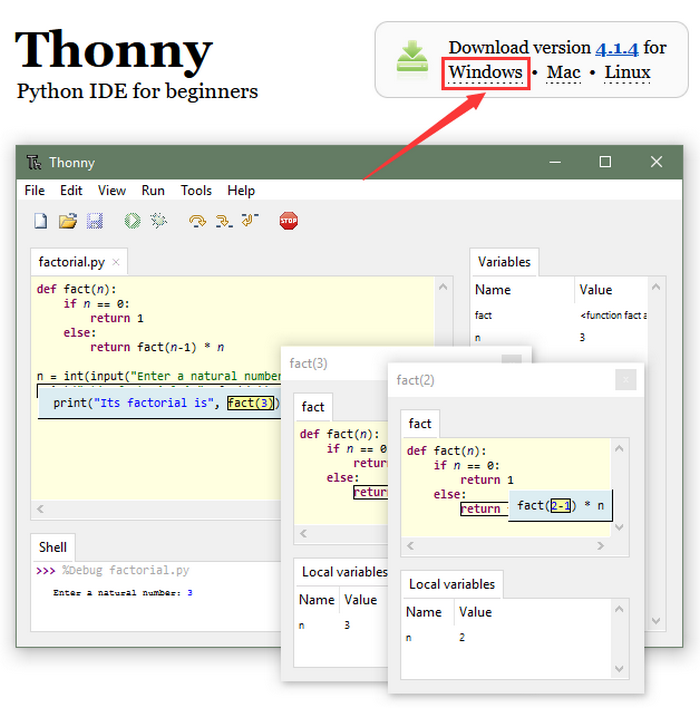 Thonny
Python IDE for beginners
Download version 4.1.4 for
Windows • Mac • Linux
Thonny
File Edit View Run Tools Help
STOP
factorial.py
def fact(n):
    if n == 0:
        return 1
    else:
        return fact(n-1) * n
n = int(input("Enter a natural number
print("Its factorial is", fact(3))
Variables
Name Value
fact <function fact a
n 3
Shell
>>> %Debug factorial.py
Enter a natural number: 3
fact(3)
fact
def fact(n):
    if n == 0:
        retur
    else:
        retur
Local variables
Name Value
n 3
fact(2)
fact
def fact(n):
    if n == 0:
        return 1
    else:
        return
fact(2-1) * n
Local variables
Name Value
n 2